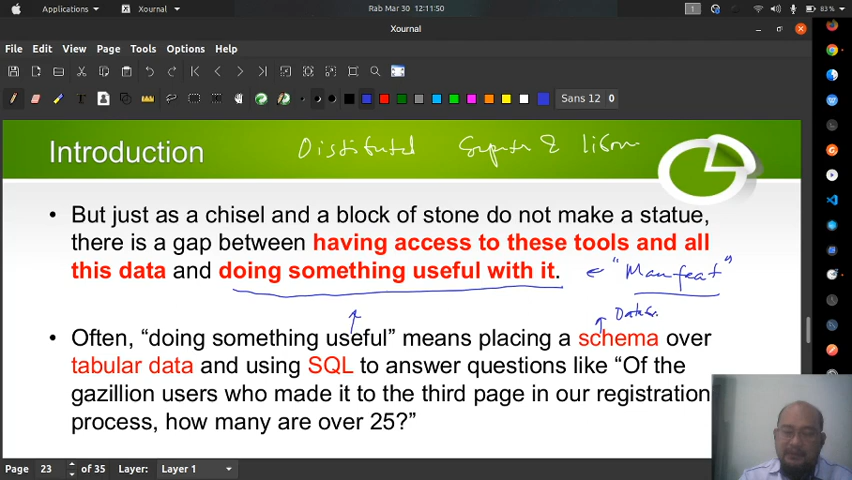 Applications Xournal Rab Mar 30 12:11:50 1 83%
Xournal
File Edit View Page Tools Options Help
Sans 12 0
Introduction
• But just as a chisel and a block of stone do not make a statue,
there is a gap between having access to these tools and all
this data and doing something useful with it. "Manfeat"
• Often, “doing something useful” means placing a schema over
tabular data and using SQL to answer questions like “Of the
gazillion users who made it to the third page in our registration
process, how many are over 25?”
Page 23 of 35 Layer: Layer 1